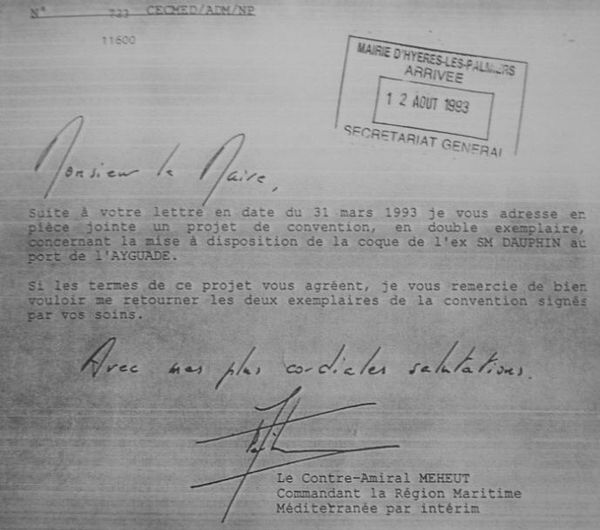 N° 723 CECMED/ADM/NP
11600
MAIRIE D'HYERES-LES-PALMIERS
ARRIVEE
12 AOUT 1993
SECRETARIAT GENERAL
Monsieur le Maire,
Suite à votre lettre en date du 31 mars 1993 je vous adresse en
pièce jointe un projet de convention, en double exemplaire,
concernant la mise à disposition de la coque de l'ex SM DAUPHIN au
port de l'AYGUADE.
Si les termes de ce projet vous agréent, je vous remercie de bien
vouloir me retourner les deux exemplaires de la convention signés
par vos soins.
Avec mes plus cordiales salutations.
Le Contre-Amiral MEHEUT
Commandant la Région Maritime
Méditerranée par intérim